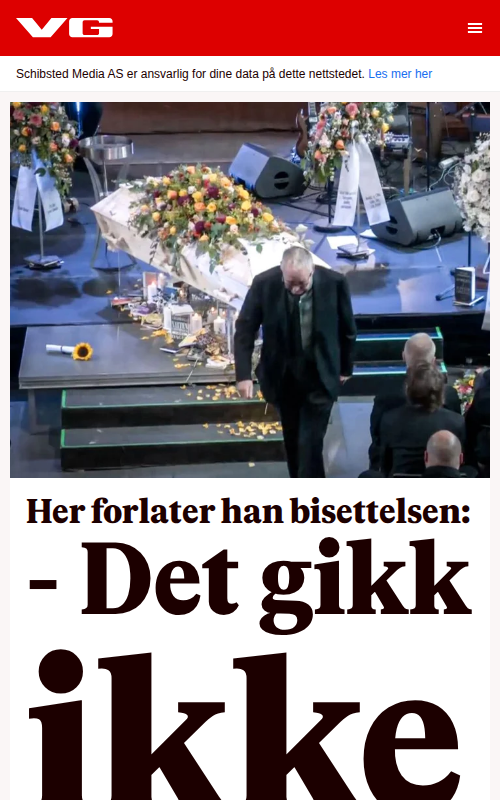 VG
Schibsted Media AS er ansvarlig for dine data på dette nettstedet. Les mer her
Her forlater han bisettelsen:
- Det gikk
ikke